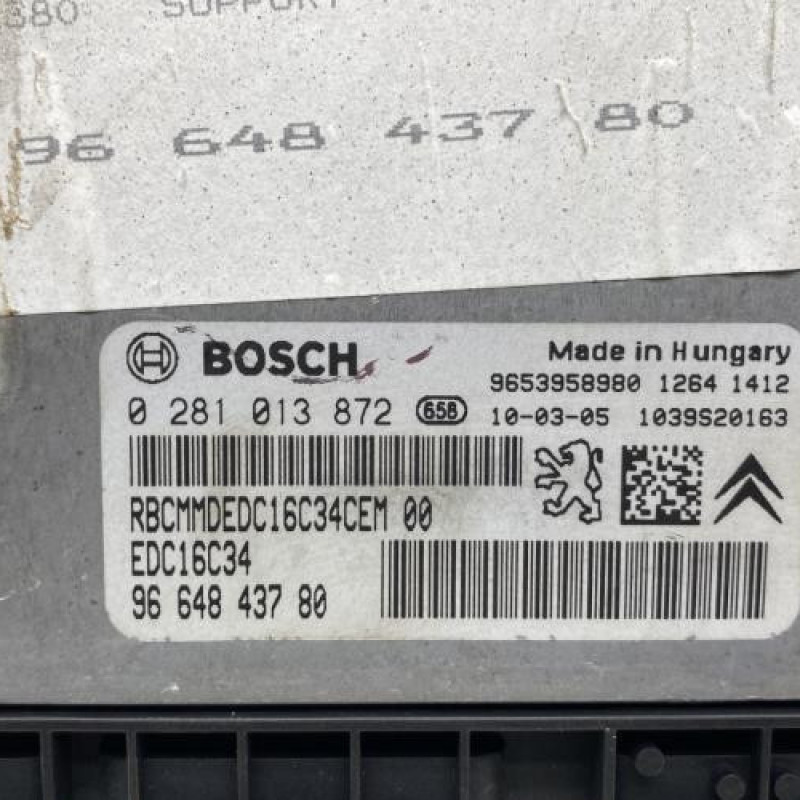 680 SUPPORT
96 648 437 80
BOSCH
Made in Hungary
9653958980 1264 1412
0 281 013 872 658 10-03-05 1039S20163
RBCMMDEDC16C34CEM 00
EDC16C34
96 648 437 80